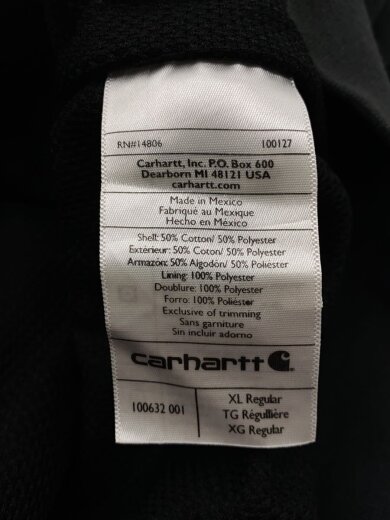 RN#14806 100127
Carhartt, Inc. P.O. Box 600
Dearborn MI 48121 USA
carhartt.com
Made in Mexico
Fabriqué au Mexique
Hecho en México
Shell: 50% Cotton/ 50% Polyester
Extérieur: 50% Coton/ 50% Polyester
Armazón: 50% Algodón/ 50% Poliéster
Lining: 100% Polyester
Doublure: 100% Polyester
Forro: 100% Poliéster
Exclusive of trimming
Sans garniture
Sin incluir adorno
carhartt
100632 001
XL Regular
TG Régullière
XG Regular